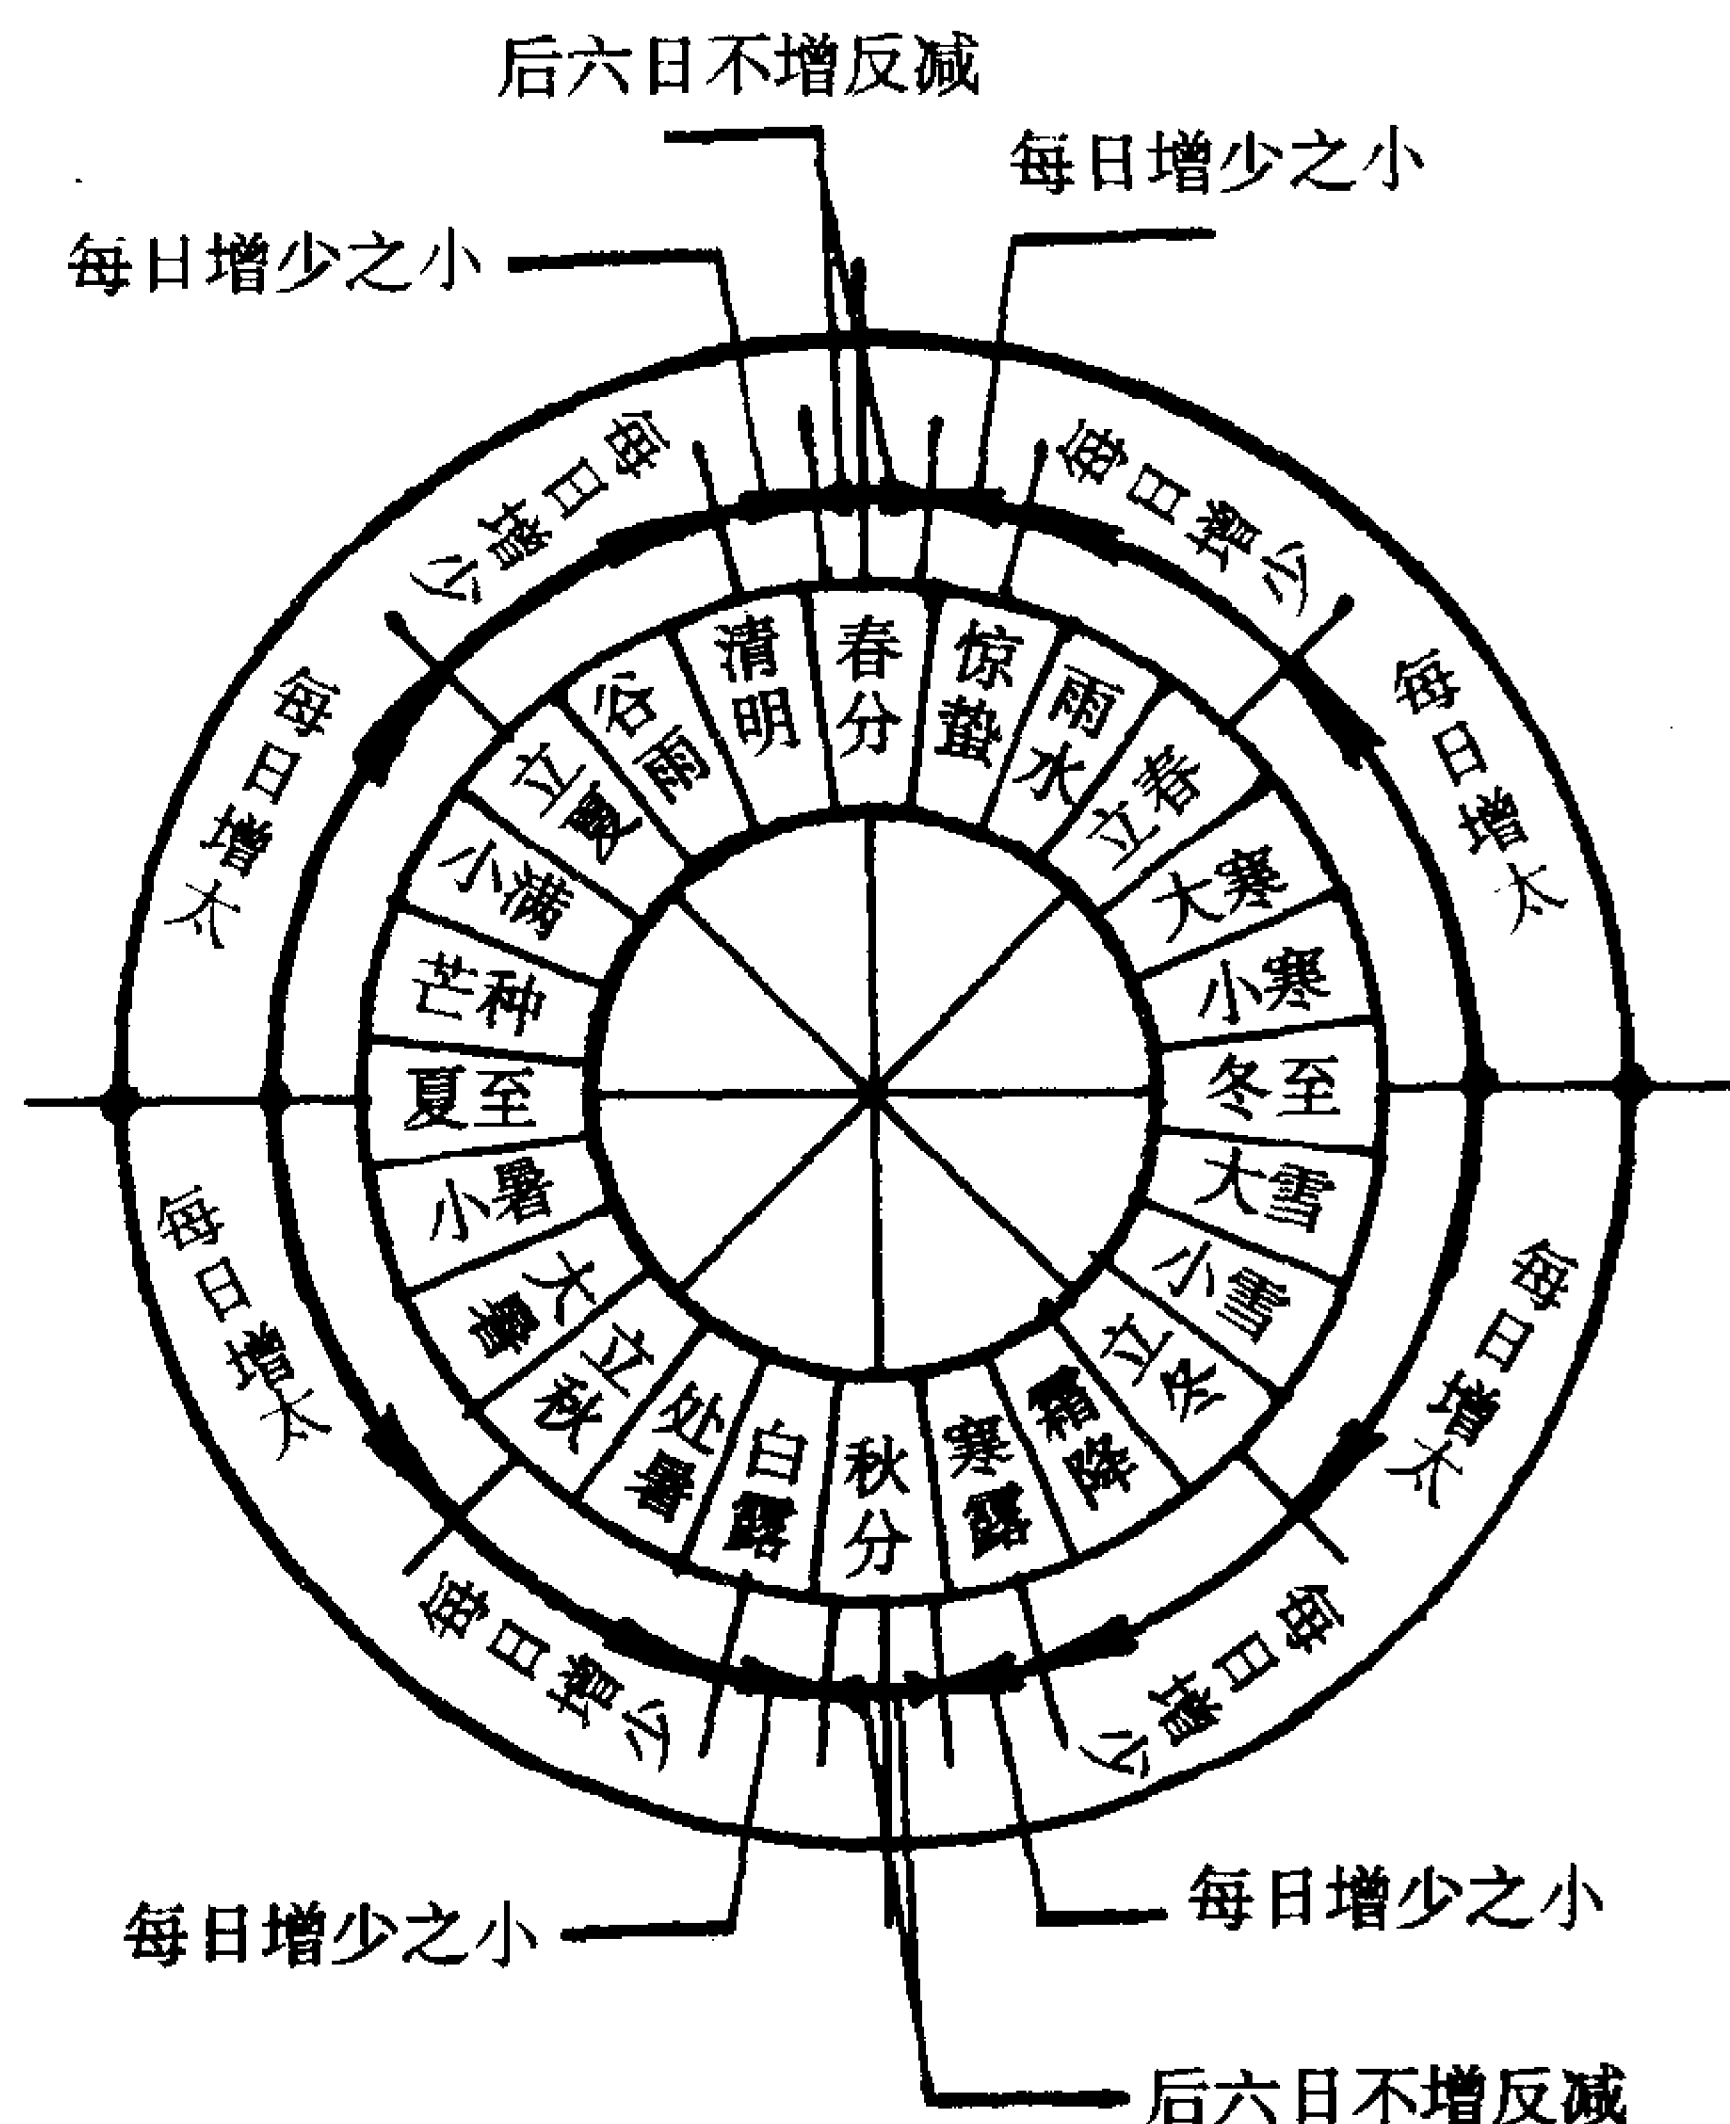 后六日不增反减
每日增少之小
每日增少之小
每日增少
每日增少
每日增太
每日增太
春分
惊蛰
雨水
立春
大寒
小寒
冬至
大雪
小雪
立冬
霜降
寒露
秋分
白露
处暑
立秋
大暑
小暑
夏至
芒种
小满
立夏
谷雨
清明
每日增太
每日增太
每日增少
每日增少
每日增少之小
每日增少之小
后六日不增反减